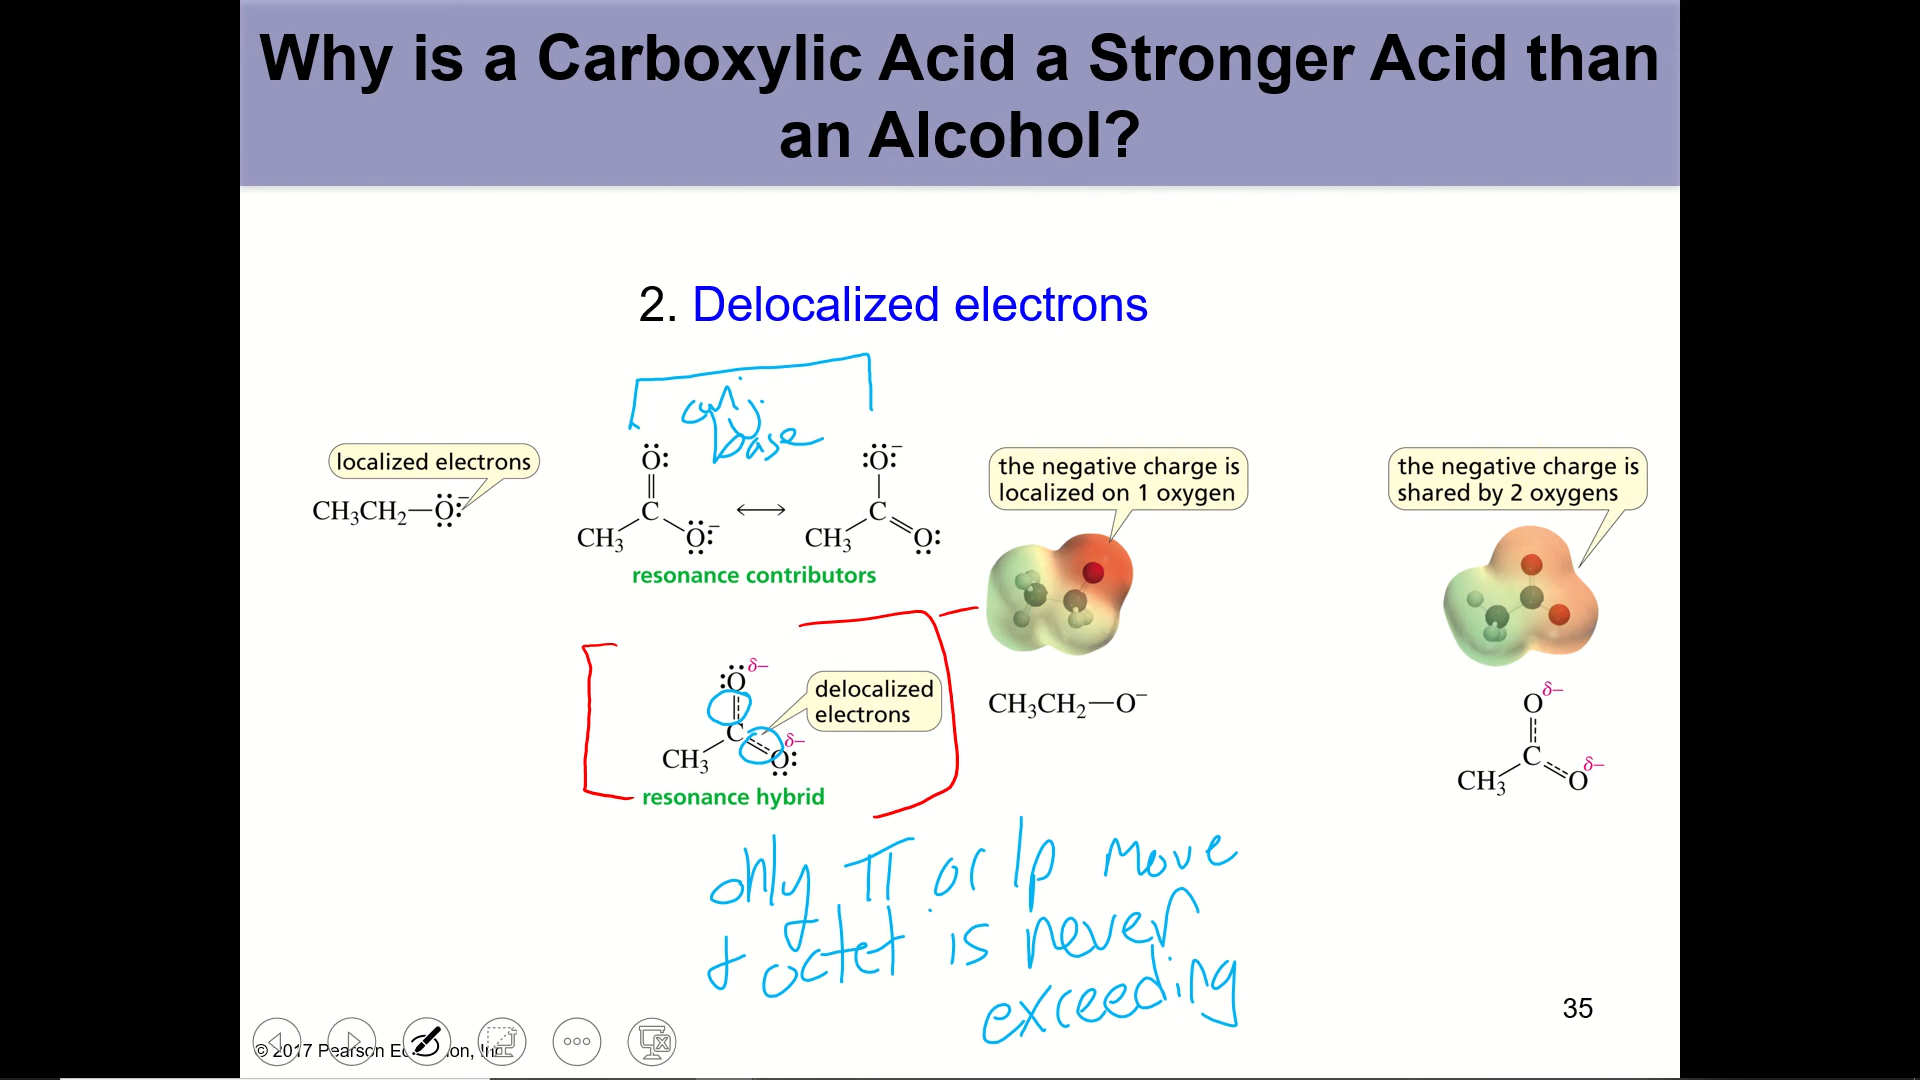 Why is a Carboxylic Acid a Stronger Acid than
an Alcohol?
2. Delocalized electrons
conj.
base
localized electrons
CH₃CH₂—Ö:⁻
Ö:
C
CH₃
Ö:⁻
:Ö:⁻
C
CH₃
O:
resonance contributors
the negative charge is
localized on 1 oxygen
the negative charge is
shared by 2 oxygens
:O δ−
C
CH₃
O: δ−
delocalized
electrons
resonance hybrid
CH₃CH₂—O⁻
O δ−
C
CH₃
O δ−
only π or lp move
+ octet is never
exceeding
35
© 2017 Pearson